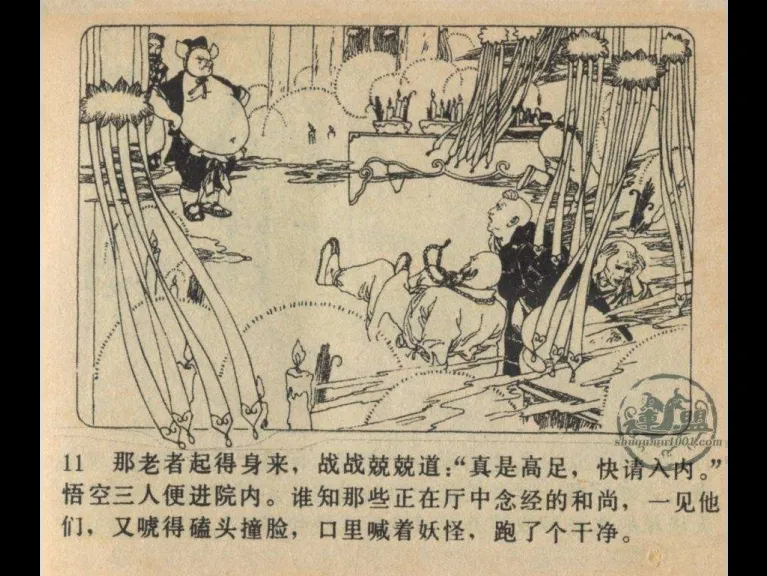 11 那老者起得身来，战战兢兢道：“真是高足，快请入内。”
悟空三人便进院内。谁知那些正在厅中念经的和尚，一见他
们，又唬得磕头撞脸，口里喊着妖怪，跑了个干净。